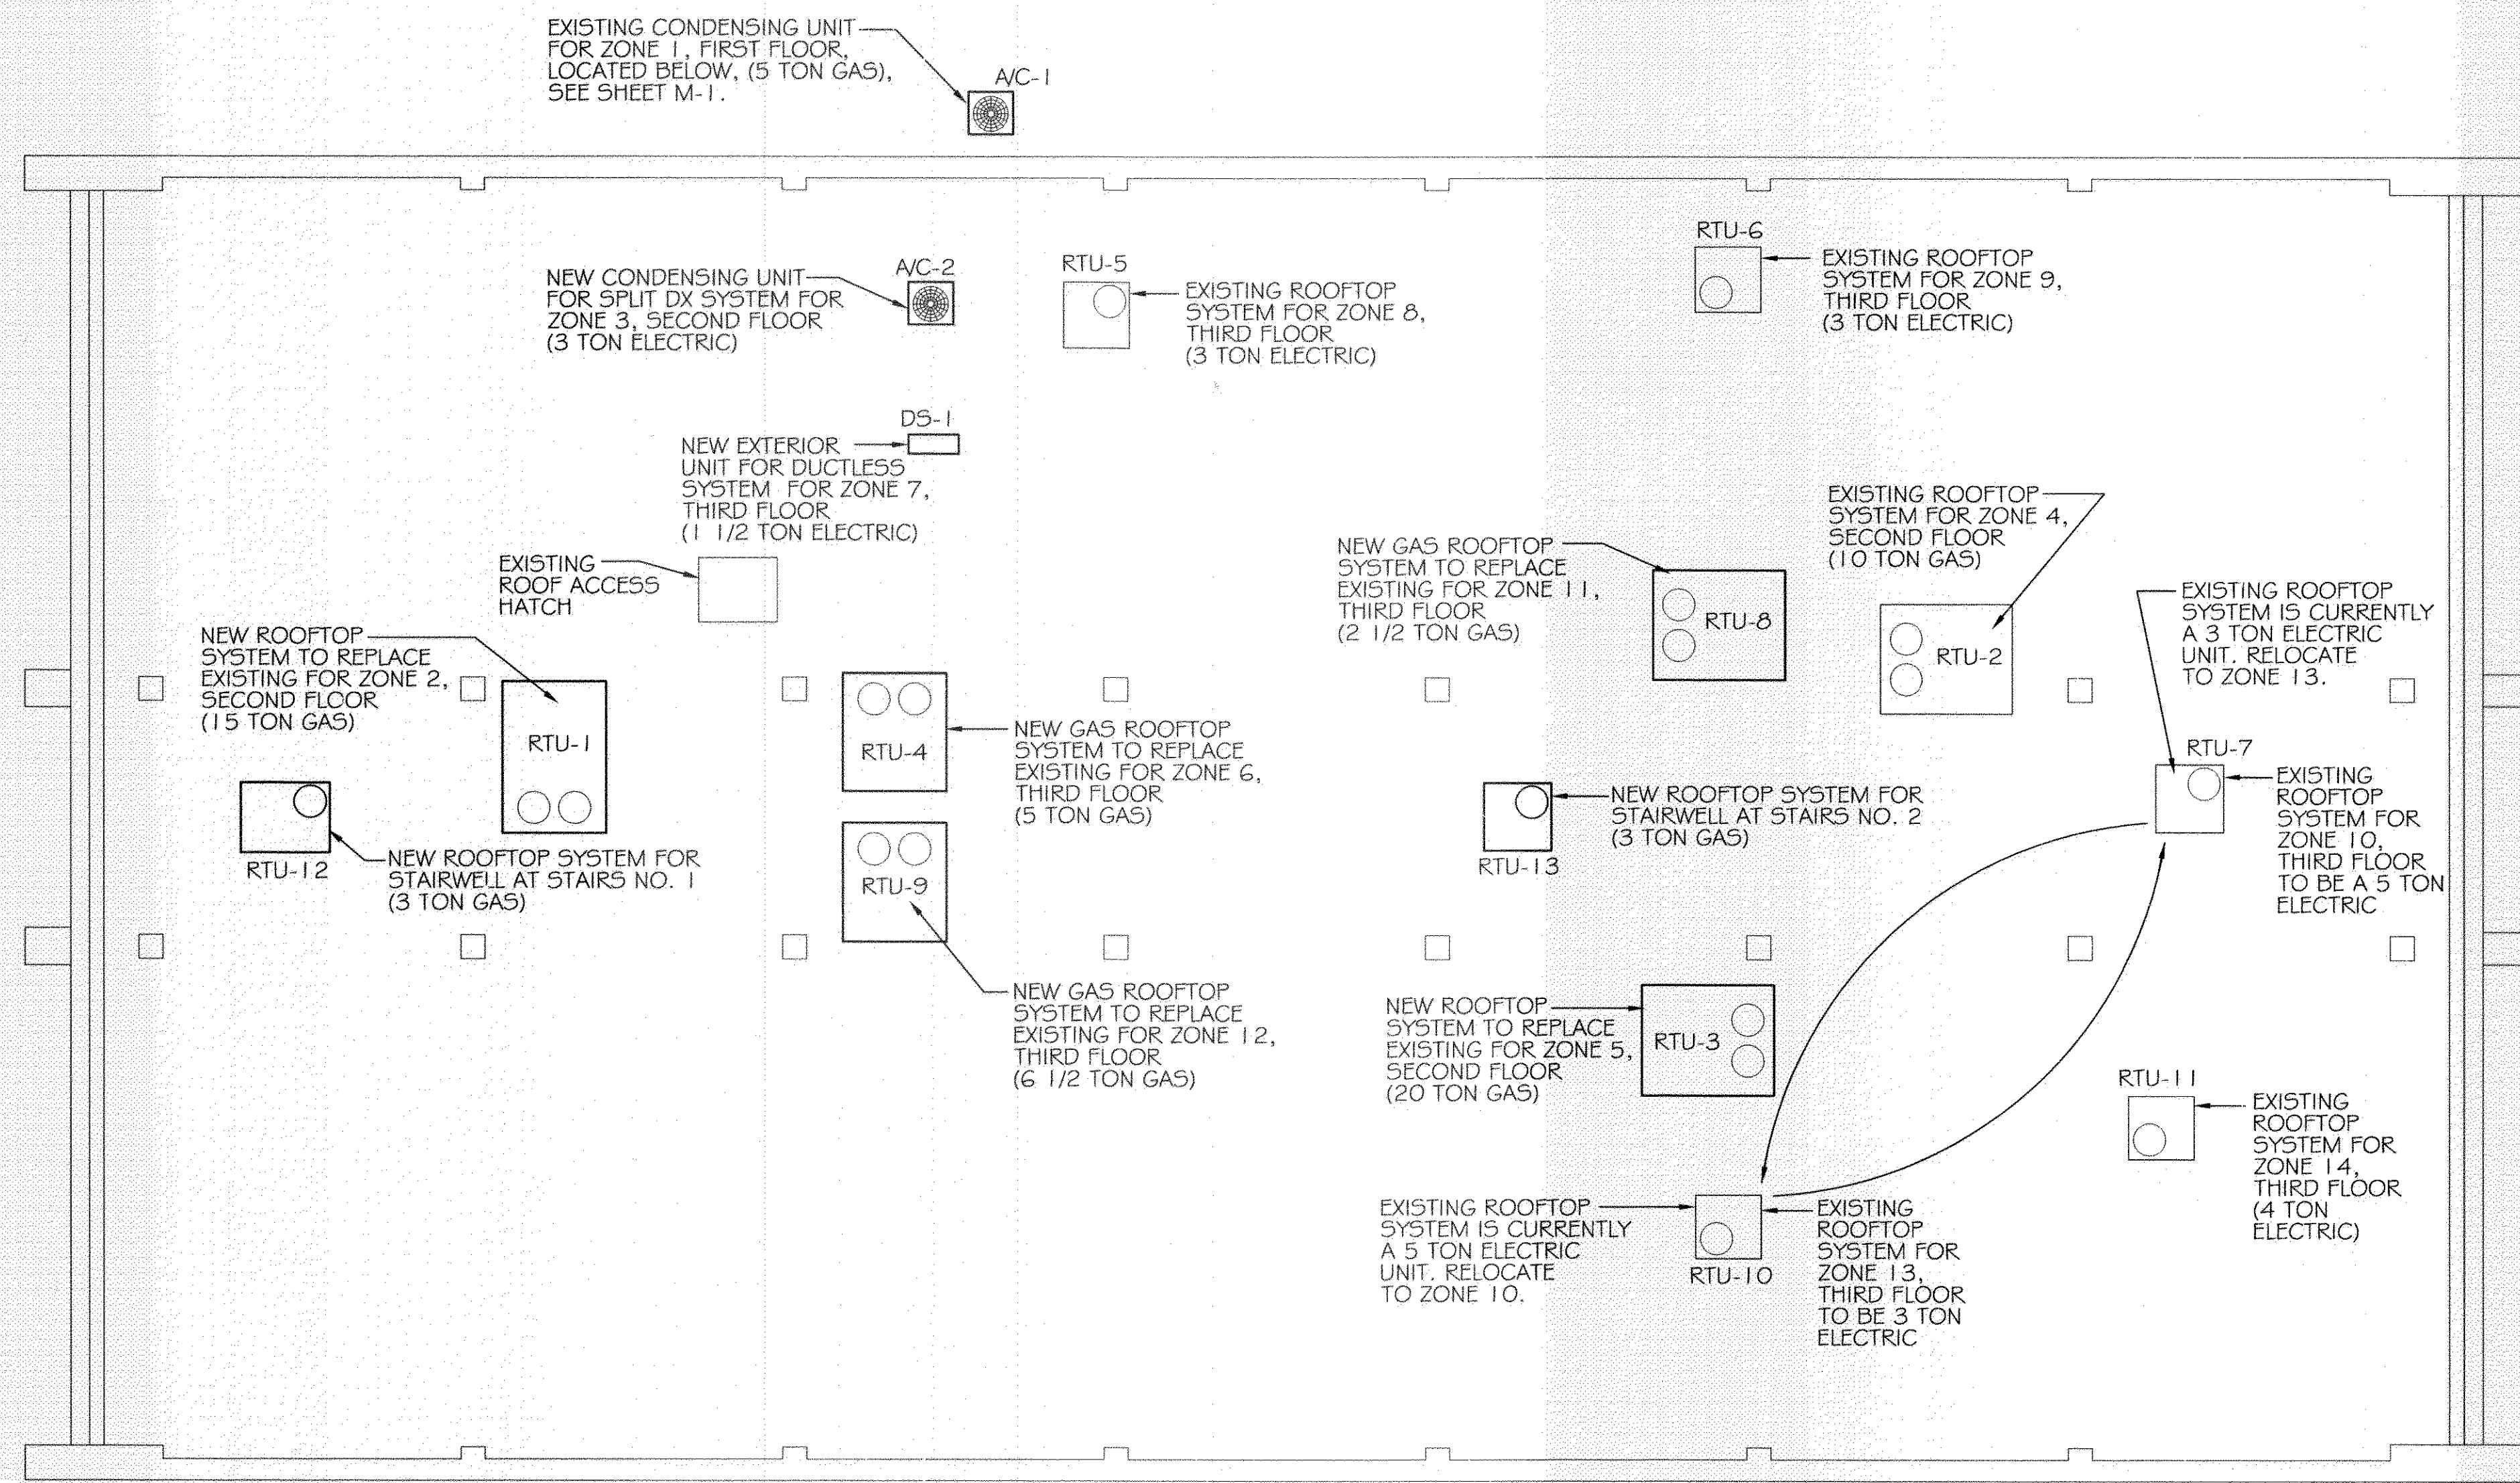 EXISTING CONDENSING UNIT
FOR ZONE 1, FIRST FLOOR,
LOCATED BELOW, (5 TON GAS),
SEE SHEET M-1.
A/C-1
NEW CONDENSING UNIT
FOR SPLIT DX SYSTEM FOR
ZONE 3, SECOND FLOOR
(3 TON ELECTRIC)
A/C-2
RTU-5
EXISTING ROOFTOP
SYSTEM FOR ZONE 8,
THIRD FLOOR
(3 TON ELECTRIC)
RTU-6
EXISTING ROOFTOP
SYSTEM FOR ZONE 9,
THIRD FLOOR
(3 TON ELECTRIC)
DS-1
NEW EXTERIOR
UNIT FOR DUCTLESS
SYSTEM FOR ZONE 7,
THIRD FLOOR
(1 1/2 TON ELECTRIC)
EXISTING
ROOF ACCESS
HATCH
NEW GAS ROOFTOP
SYSTEM TO REPLACE
EXISTING FOR ZONE 11,
THIRD FLOOR
(2 1/2 TON GAS)
RTU-8
EXISTING ROOFTOP
SYSTEM FOR ZONE 4,
SECOND FLOOR
(10 TON GAS)
RTU-2
EXISTING ROOFTOP
SYSTEM IS CURRENTLY
A 3 TON ELECTRIC
UNIT. RELOCATE
TO ZONE 13.
NEW ROOFTOP
SYSTEM TO REPLACE
EXISTING FOR ZONE 2,
SECOND FLOOR
(15 TON GAS)
RTU-1
RTU-4
NEW GAS ROOFTOP
SYSTEM TO REPLACE
EXISTING FOR ZONE 6,
THIRD FLOOR
(5 TON GAS)
RTU-7
EXISTING
ROOFTOP
SYSTEM FOR
ZONE 10,
THIRD FLOOR
TO BE A 5 TON
ELECTRIC
RTU-12
NEW ROOFTOP SYSTEM FOR
STAIRWELL AT STAIRS NO. 1
(3 TON GAS)
RTU-9
NEW ROOFTOP SYSTEM FOR
STAIRWELL AT STAIRS NO. 2
(3 TON GAS)
RTU-13
NEW GAS ROOFTOP
SYSTEM TO REPLACE
EXISTING FOR ZONE 12,
THIRD FLOOR
(6 1/2 TON GAS)
NEW ROOFTOP
SYSTEM TO REPLACE
EXISTING FOR ZONE 5,
SECOND FLOOR
(20 TON GAS)
RTU-3
RTU-11
EXISTING
ROOFTOP
SYSTEM FOR
ZONE 14,
THIRD FLOOR
(4 TON
ELECTRIC)
EXISTING ROOFTOP
SYSTEM IS CURRENTLY
A 5 TON ELECTRIC
UNIT. RELOCATE
TO ZONE 10.
RTU-10
EXISTING
ROOFTOP
SYSTEM FOR
ZONE 13,
THIRD FLOOR
TO BE 3 TON
ELECTRIC